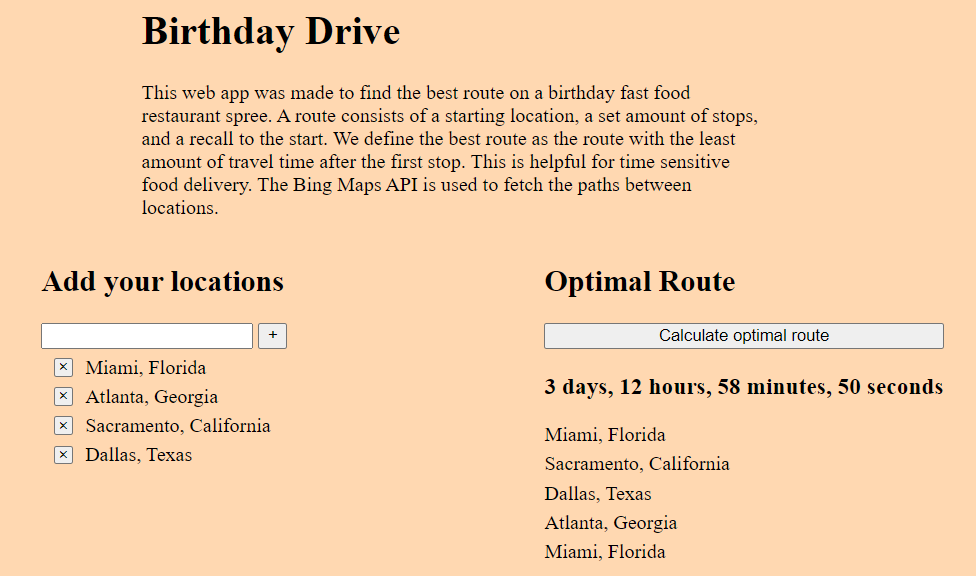 Birthday Drive
This web app was made to find the best route on a birthday fast food
restaurant spree. A route consists of a starting location, a set amount of stops,
and a recall to the start. We define the best route as the route with the least
amount of travel time after the first stop. This is helpful for time sensitive
food delivery. The Bing Maps API is used to fetch the paths between
locations.
Add your locations
+
× Miami, Florida
× Atlanta, Georgia
× Sacramento, California
× Dallas, Texas
Optimal Route
Calculate optimal route
3 days, 12 hours, 58 minutes, 50 seconds
Miami, Florida
Sacramento, California
Dallas, Texas
Atlanta, Georgia
Miami, Florida